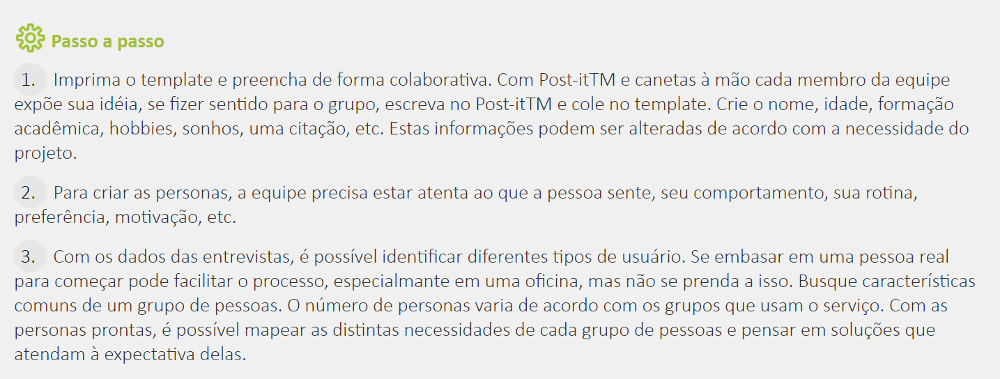 Passo a passo
1. Imprima o template e preencha de forma colaborativa. Com Post-itTM e canetas à mão cada membro da equipe
expõe sua idéia, se fizer sentido para o grupo, escreva no Post-itTM e cole no template. Crie o nome, idade, formação
acadêmica, hobbies, sonhos, uma citação, etc. Estas informações podem ser alteradas de acordo com a necessidade do
projeto.
2. Para criar as personas, a equipe precisa estar atenta ao que a pessoa sente, seu comportamento, sua rotina,
preferência, motivação, etc.
3. Com os dados das entrevistas, é possível identificar diferentes tipos de usuário. Se embasar em uma pessoa real
para começar pode facilitar o processo, especialmante em uma oficina, mas não se prenda a isso. Busque características
comuns de um grupo de pessoas. O número de personas varia de acordo com os grupos que usam o serviço. Com as
personas prontas, é possível mapear as distintas necessidades de cada grupo de pessoas e pensar em soluções que
atendam à expectativa delas.